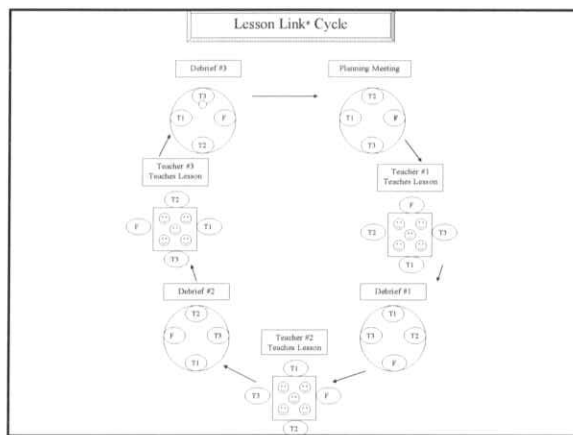 Lesson Link* Cycle
Debrief #3
T3
T1
F
T2
Planning Meeting
T2
T1
F
T3
Teacher #3
Teaches Lesson
T2
F
T1
T3
Teacher #1
Teaches Lesson
F
T2
T3
T1
Debrief #2
T2
F
T3
T1
Debrief #1
T1
T3
T2
F
Teacher #2
Teaches Lesson
T1
T3
F
T2